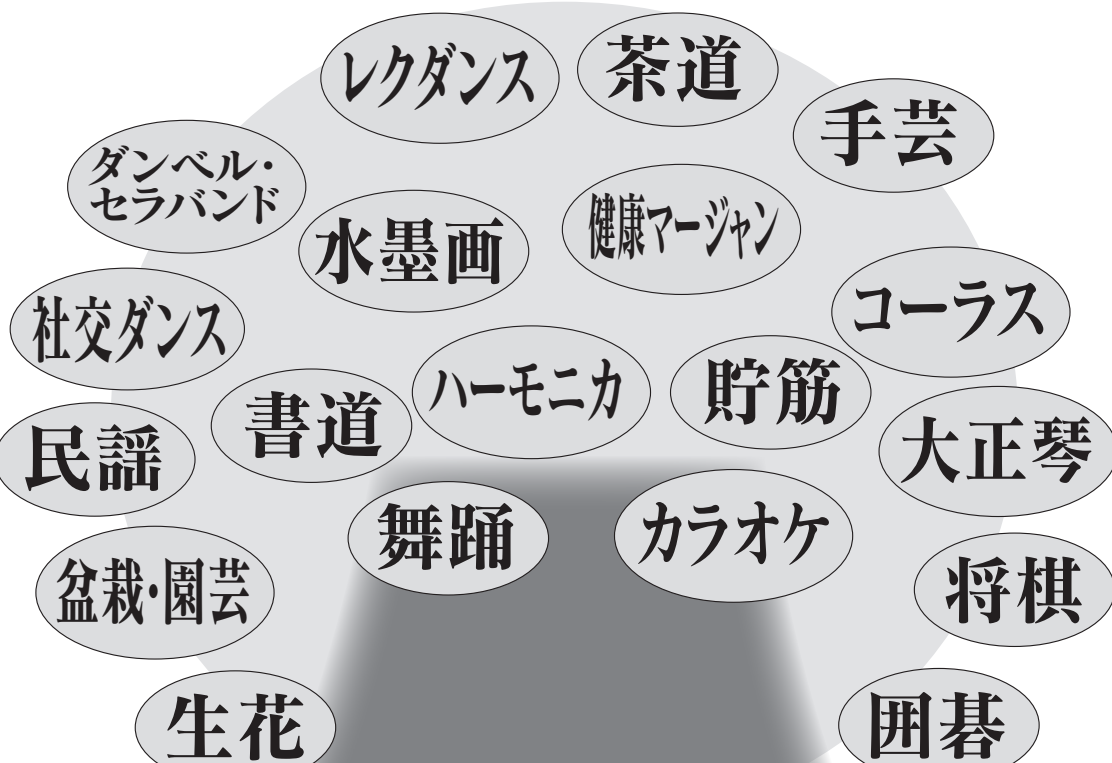 レクダンス
茶道
手芸
ダンベル・
セラバンド
水墨画
健康マージャン
コーラス
社交ダンス
ハーモニカ
貯筋
書道
大正琴
民謡
舞踊
カラオケ
盆栽・園芸
将棋
生花
囲碁